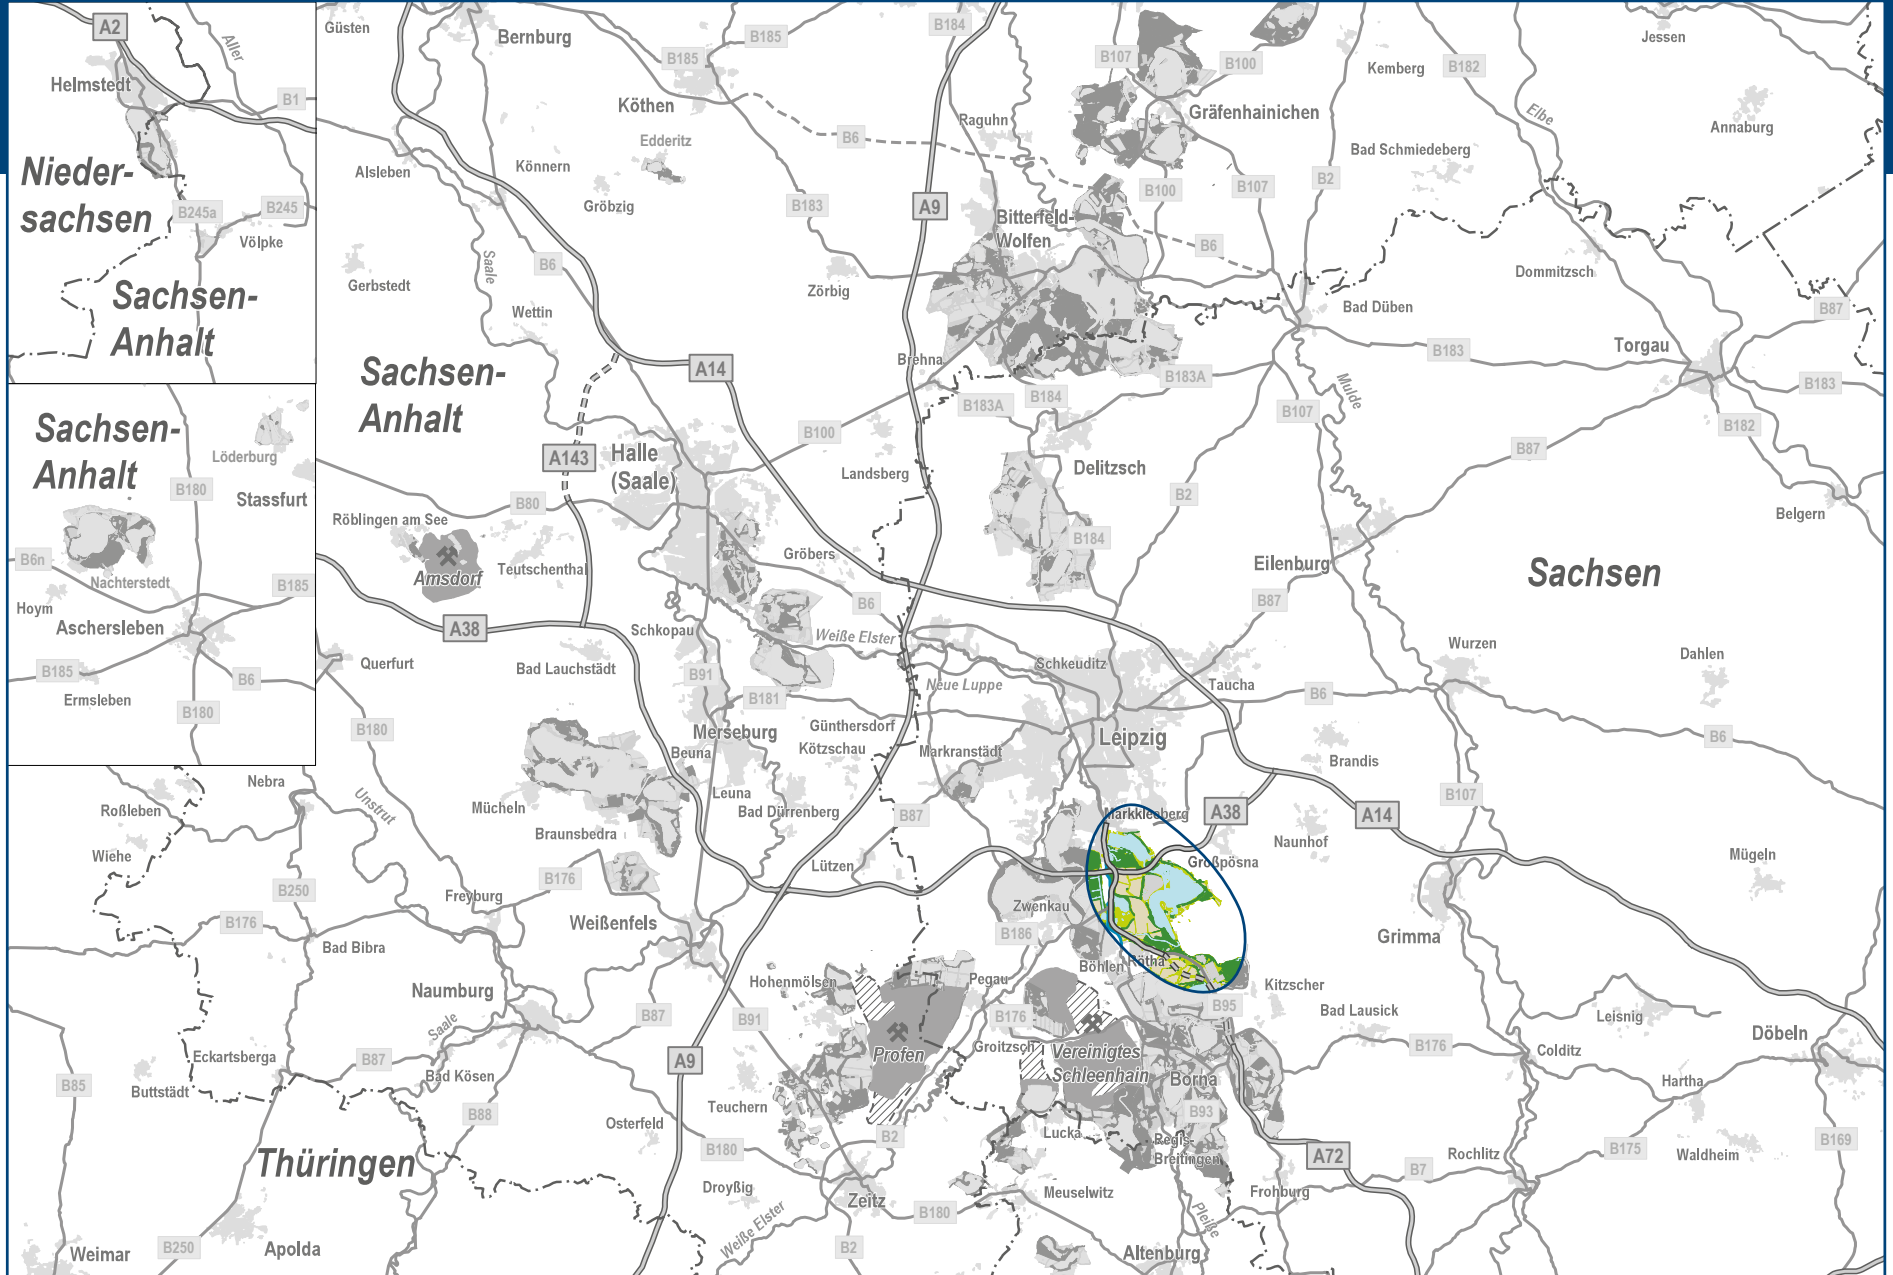 A2
Aller
Helmstedt
B1
Nieder-
sachsen
B245a
B245
Völpke
Sachsen-
Anhalt
Sachsen-
Anhalt
Löderburg
B180
Stassfurt
B6n
Nachterstedt
B185
Hoym
Aschersleben
B185
B6
Ermsleben
B180
Güsten
Bernburg
B185
B185
B184
B107
B100
Jessen
Kemberg
B182
Köthen
Gräfenhainichen
Elbe
Annaburg
Edderitz
B6
Raguhn
Bad Schmiedeberg
Alsleben
Könnern
Gröbzig
B183
A9
B100
B107
B2
Bitterfeld-
Wolfen
B6
Saale
B6
Gerbstedt
Zörbig
Dommitzsch
Wettin
Bad Düben
B87
Sachsen-
Anhalt
A14
Brehna
B183A
B183
Torgau
B183
B183A
B184
B107
Mulde
B182
B100
A143
Halle
(Saale)
Landsberg
Delitzsch
B87
B2
B80
Belgern
Röblingen am See
Amsdorf
Teutschenthal
Gröbers
B184
Eilenburg
Sachsen
B6
B87
A38
Schkopau
Weiße Elster
Querfurt
Bad Lauchstädt
B91
Neue Luppe
Schkeuditz
Taucha
Wurzen
Dahlen
B181
B6
B180
Merseburg
Günthersdorf
Kötzschau
Beuna
Markranstädt
Leipzig
B6
Brandis
Nebra
Unstrut
Roßleben
Mücheln
Leuna
Bad Dürrenberg
B107
B87
Markkleeberg
A38
A14
Braunsbedra
Naunhof
Wiehe
Lützen
Großpösna
Mügeln
B176
B250
Freyburg
Zwenkau
B176
Weißenfels
B186
Grimma
Bad Bibra
Böhlen
Rötha
Hohenmölsen
Pegau
Kitzscher
Naumburg
B95
Bad Lausick
B87
B91
B176
Leisnig
Saale
Döbeln
Eckartsberga
B87
A9
Profen
Groitzsch
Vereinigtes
Schleenhain
B176
Colditz
Bad Kösen
B85
Buttstädt
Borna
Hartha
B88
Teuchern
B93
Osterfeld
Lucka
B2
Regis-
Breitingen
B169
B180
A72
Thüringen
Rochlitz
B175
Waldheim
B7
Droyßig
Zeitz
Meuselwitz
Frohburg
Weiße Elster
B180
Pleiße
Weimar
B250
Apolda
B2
Altenburg